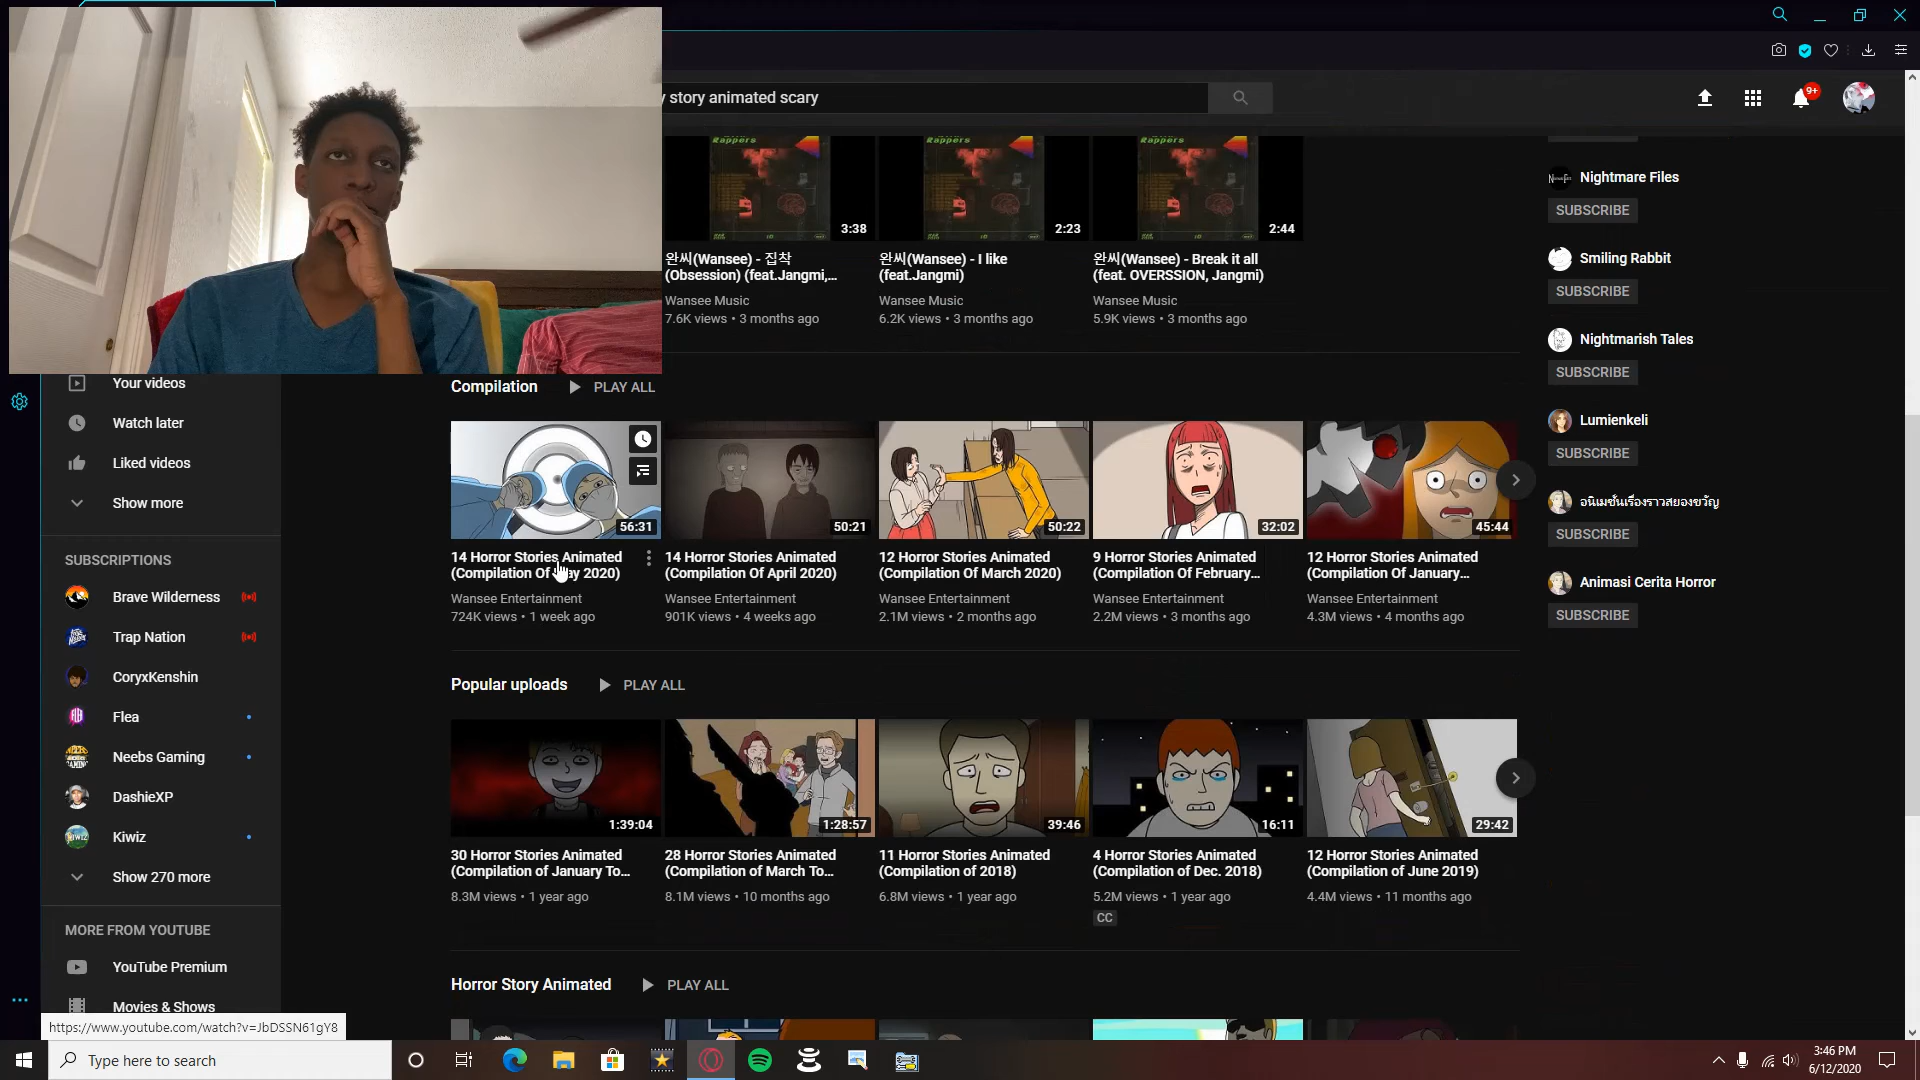 y story animated scary
9+
Rappers
Rappers
Rappers
3:38
2:23
2:44
완씨(Wansee) - 집착
(Obsession) (feat.Jangmi,...
Wansee Music
7.6K views • 3 months ago
완씨(Wansee) - I like
(feat.Jangmi)
Wansee Music
6.2K views • 3 months ago
완씨(Wansee) - Break it all
(feat. OVERSSION, Jangmi)
Wansee Music
5.9K views • 3 months ago
Nightmare Files
SUBSCRIBE
Smiling Rabbit
SUBSCRIBE
Nightmarish Tales
SUBSCRIBE
Lumienkeli
SUBSCRIBE
อนิเมชั่นเรื่องราวสยองขวัญ
SUBSCRIBE
Animasi Cerita Horror
SUBSCRIBE
Your videos
Watch later
Liked videos
Show more
SUBSCRIPTIONS
Brave Wilderness
Trap Nation
CoryxKenshin
Flea
Neebs Gaming
DashieXP
Kiwiz
Show 270 more
MORE FROM YOUTUBE
YouTube Premium
Movies & Shows
Compilation
PLAY ALL
56:31
50:21
50:22
32:02
45:44
14 Horror Stories Animated
(Compilation Of ay 2020)
Wansee Entertainment
724K views • 1 week ago
14 Horror Stories Animated
(Compilation Of April 2020)
Wansee Entertainment
901K views • 4 weeks ago
12 Horror Stories Animated
(Compilation Of March 2020)
Wansee Entertainment
2.1M views • 2 months ago
9 Horror Stories Animated
(Compilation Of February...
Wansee Entertainment
2.2M views • 3 months ago
12 Horror Stories Animated
(Compilation Of January...
Wansee Entertainment
4.3M views • 4 months ago
Popular uploads
PLAY ALL
1:39:04
1:28:57
39:46
16:11
29:42
30 Horror Stories Animated
(Compilation of January To...
8.3M views • 1 year ago
28 Horror Stories Animated
(Compilation of March To...
8.1M views • 10 months ago
11 Horror Stories Animated
(Compilation of 2018)
6.8M views • 1 year ago
4 Horror Stories Animated
(Compilation of Dec. 2018)
5.2M views • 1 year ago
CC
12 Horror Stories Animated
(Compilation of June 2019)
4.4M views • 11 months ago
Horror Story Animated
PLAY ALL
https://www.youtube.com/watch?v=JbDSSN61gY8
Type here to search
3:46 PM
6/12/2020